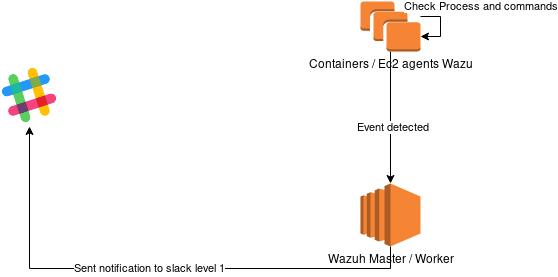 Check Process and commands
Containers / Ec2 agents Wazu
Event detected
Wazuh Master / Worker
Sent notification to slack level 1